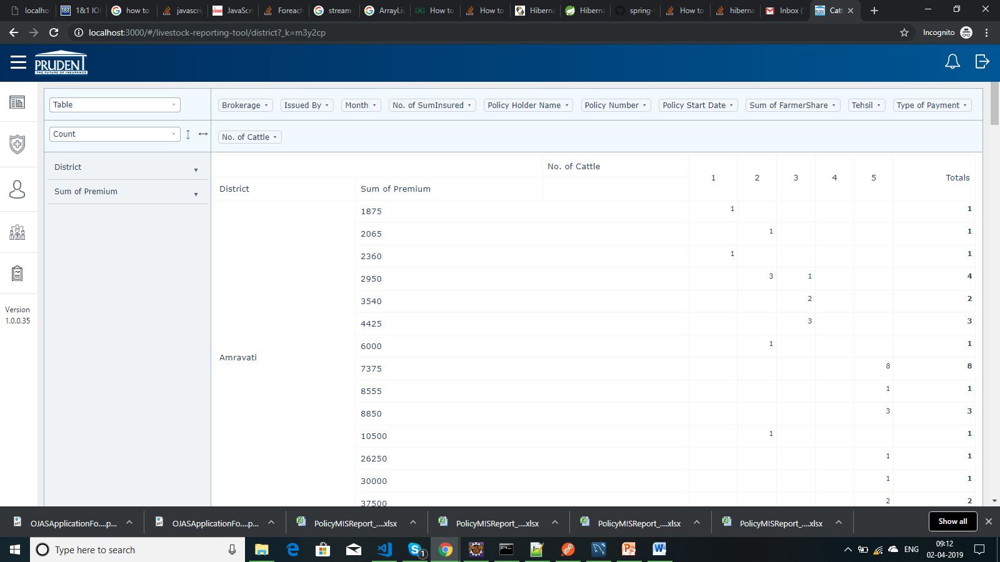 localhos 1&1 IO how to javascrip JavaScri Foreach stream ArrayLis How to How to Hiberna Hiberna spring- How to hiberna Inbox ( Catt
localhost:3000/#/livestock-reporting-tool/district?_k=m3y2cp Incognito
PRUDENT
THE FUTURE OF INSURANCE
Table Brokerage Issued By Month No. of SumInsured Policy Holder Name Policy Number Policy Start Date Sum of FarmerShare Tehsil Type of Payment
Count No. of Cattle
District
Sum of Premium
Version
1.0.0.35
No. of Cattle 1 2 3 4 5 Totals
District Sum of Premium
1875 1 1
2065 1 1
2360 1 1
2950 3 1 4
3540 2 2
4425 3 3
6000 1 1
Amravati
7375 8 8
8555 1 1
8850 3 3
10500 1 1
26250 1 1
30000 1 1
37500 2 2
OJASApplicationFo....p... OJASApplicationFo....p... PolicyMISReport_....xlsx PolicyMISReport_....xlsx PolicyMISReport_....xlsx PolicyMISReport_....xlsx Show all
Type here to search 1 ENG 09:12
02-04-2019